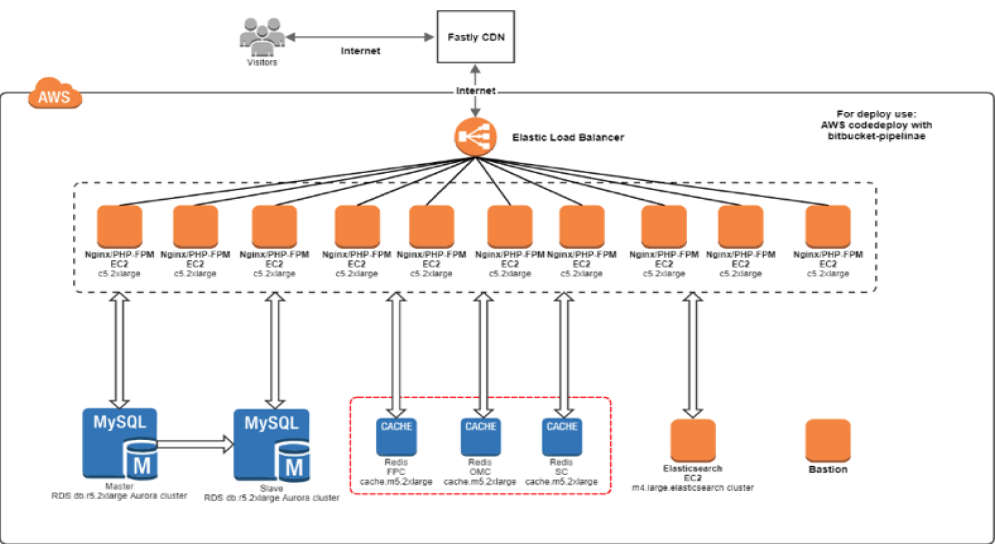 Fastly CDN
Internet
Visitors
Internet
AWS
For deploy use:
AWS codedeploy with
bitbucket-pipelinae
Elastic Load Balancer
Nginx/PHP-FPM
EC2
c5.2xlarge
Nginx/PHP-FPM
EC2
c5.2xlarge
Nginx/PHP-FPM
EC2
c5.2xlarge
Nginx/PHP-FPM
EC2
c5.2xlarge
Nginx/PHP-FPM
EC2
c5.2xlarge
Nginx/PHP-FPM
EC2
c5.2xlarge
Nginx/PHP-FPM
EC2
c5.2xlarge
Nginx/PHP-FPM
EC2
c5.2xlarge
Nginx/PHP-FPM
EC2
c5.2xlarge
Nginx/PHP-FPM
EC2
c5.2xlarge
MySQL
M
Master
RDS db.r5.2xlarge Aurora cluster
MySQL
M
Slave
RDS db.r5.2xlarge Aurora cluster
CACHE
Redis
FPC
cache.m5.2xlarge
CACHE
Redis
OMC
cache.m5.2xlarge
CACHE
Redis
SC
cache.m5.2xlarge
Elasticsearch
EC2
m4.large.elasticsearch cluster
Bastion